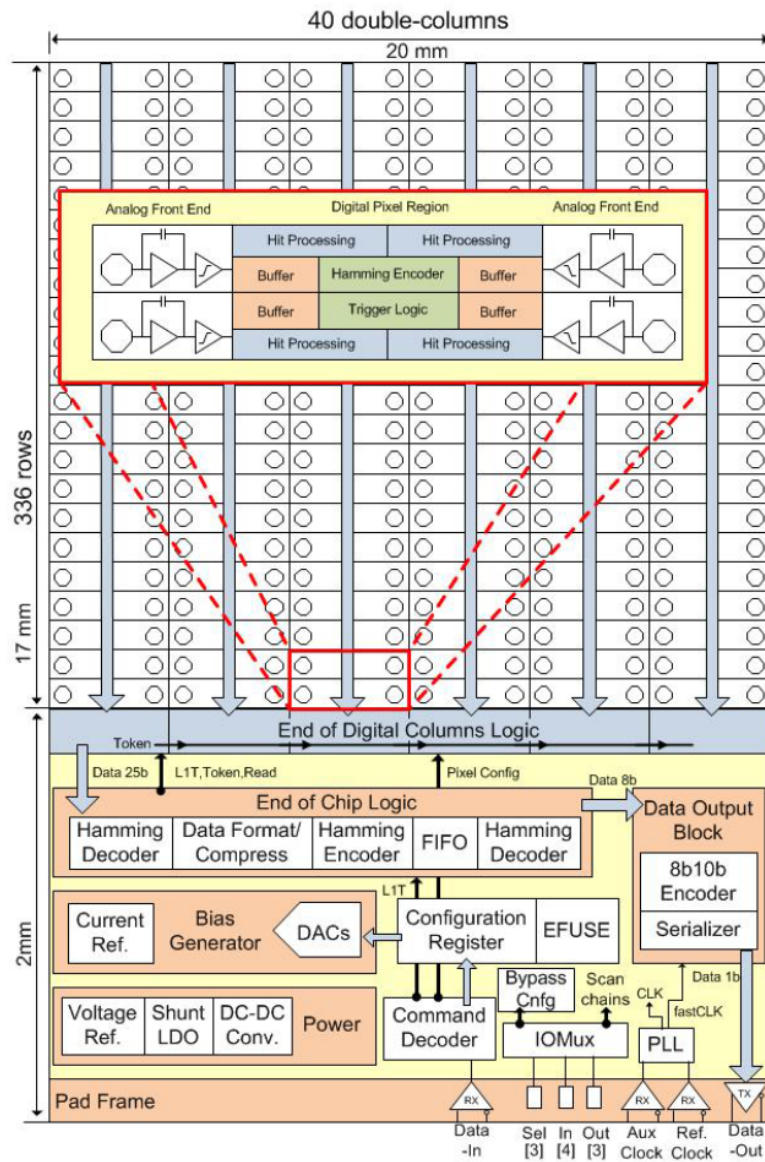 40 double-columns
20 mm
336 rows
17 mm
Analog Front End
Digital Pixel Region
Analog Front End
Hit Processing
Hit Processing
Buffer
Hamming Encoder
Buffer
Buffer
Trigger Logic
Buffer
Hit Processing
Hit Processing
2mm
End of Digital Columns Logic
Token
Data 25b
L1T,Token,Read
Pixel Config
Data 8b
End of Chip Logic
Hamming
Decoder
Data Format/
Compress
Hamming
Encoder
FIFO
Hamming
Decoder
Data Output
Block
8b10b
Encoder
Serializer
L1T
Current
Ref.
Bias
Generator
DACs
Configuration
Register
EFUSE
Voltage
Ref.
Shunt
LDO
DC-DC
Conv.
Power
Command
Decoder
Bypass
Cnfg
Scan
chains
IOMux
CLK
fastCLK
Data 1b
PLL
Pad Frame
RX
RX
RX
TX
Data
-In
Sel
[3]
In
[4]
Out
[3]
Aux
Clock
Ref.
Clock
Data
-Out